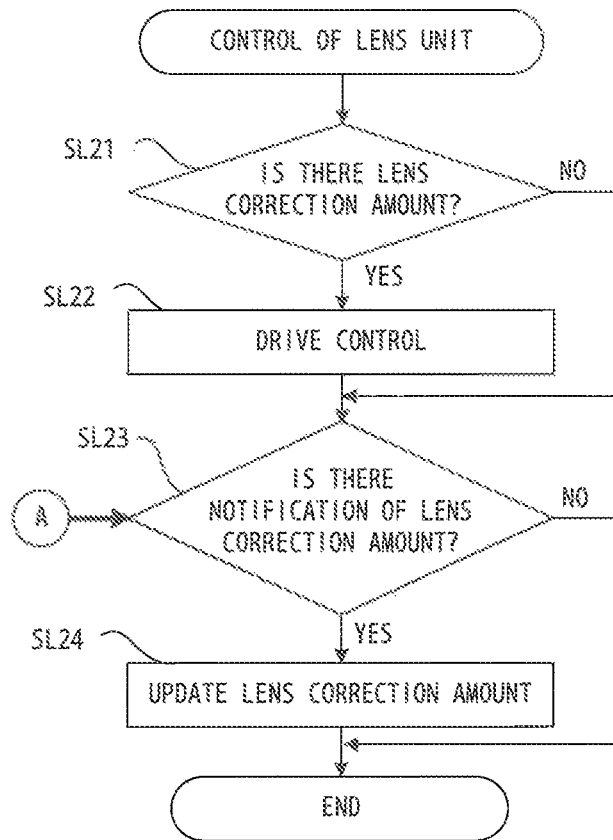 CONTROL OF LENS UNIT
SL21
IS THERE LENS
CORRECTION AMOUNT?
NO
YES
SL22
DRIVE CONTROL
SL23
IS THERE
NOTIFICATION OF LENS
CORRECTION AMOUNT?
NO
A
YES
SL24
UPDATE LENS CORRECTION AMOUNT
END